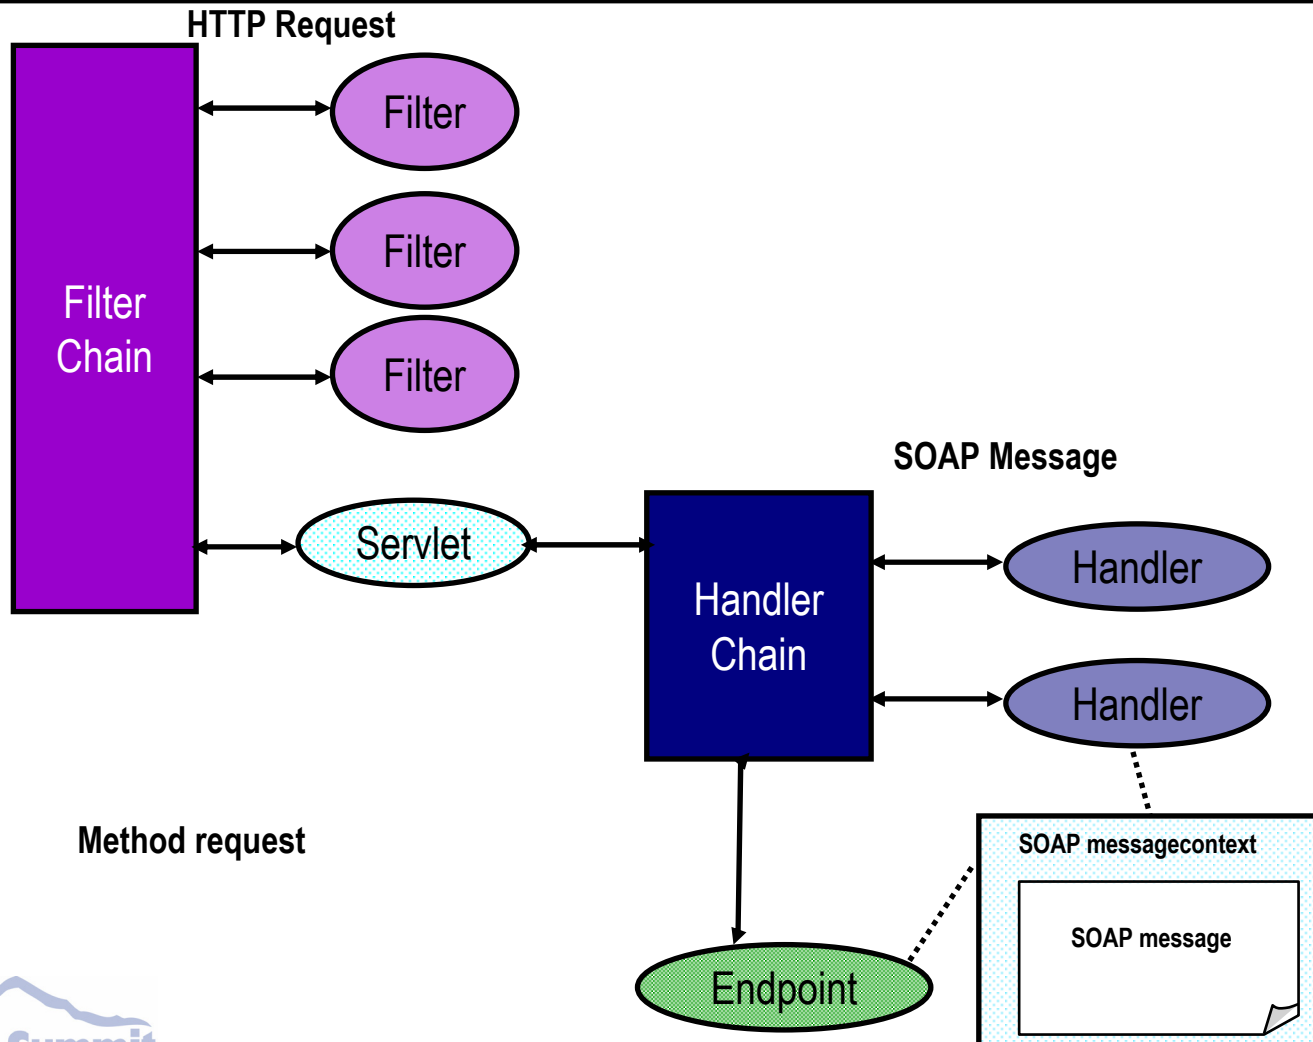 HTTP Request
Filter
Filter
Filter
Chain
Filter
SOAP Message
Servlet
Handler
Handler
Chain
Handler
Method request
SOAP messagecontext
SOAP message
Endpoint
summit